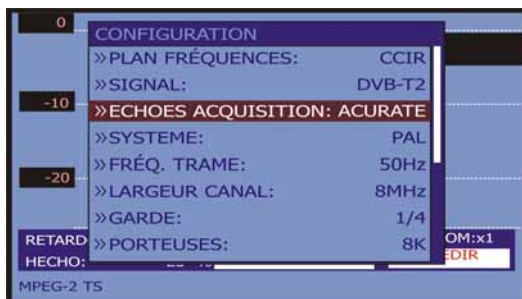 0
CONFIGURATION
»PLAN FRÉQUENCES: CCIR
»SIGNAL: DVB-T2
-10
»ECHOES ACQUISITION: ACURATE
»SYSTEME: PAL
»FRÉQ. TRAME: 50Hz
-20
»LARGEUR CANAL: 8MHz
»GARDE: 1/4
RETARD »PORTEUSES: 8K OM:x1
HECHO: EDIR
MPEG-2 TS